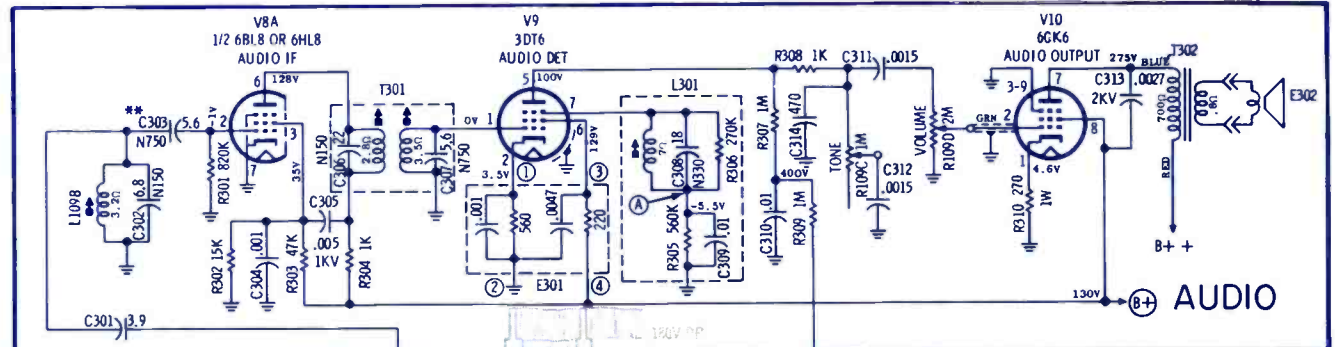 V8A
1/2 6BL8 OR 6HL8
AUDIO IF
V9
3DT6
AUDIO DET
V10
6GK6
AUDIO OUTPUT
**
C303
5.6
N750
6
128V
2
3
7
35V
R301 820K
L109B
3.2Ω
C302 6.8
N150
R302 15K
C304 .001
R303 47K
C305
.005
1KV
R304 1K
T301
N150
C306 22
3.5Ω
5.6
C307
N750
0V
1
5
100V
7
6
129V
2
3.5V
1
3
.001
560
.0047
220
2
E301
4
L301
7Ω
C308 18
N330
R306 270K
A
-5.5V
R305 560K
C309 .01
R308 1K
C311 .0015
R307 1M
C314 470
TONE
R109C 1M
C312
.0015
400V
C310 .01
R309 1M
VOLUME
R109D 2M
GRN
3-9
7
2
8
1
4.6V
R310 270
1W
275V
BLUE
T302
C313 .0027
2KV
700Ω
.8Ω
E302
RED
B+ +
130V
B+
AUDIO
C301 3.9
180V